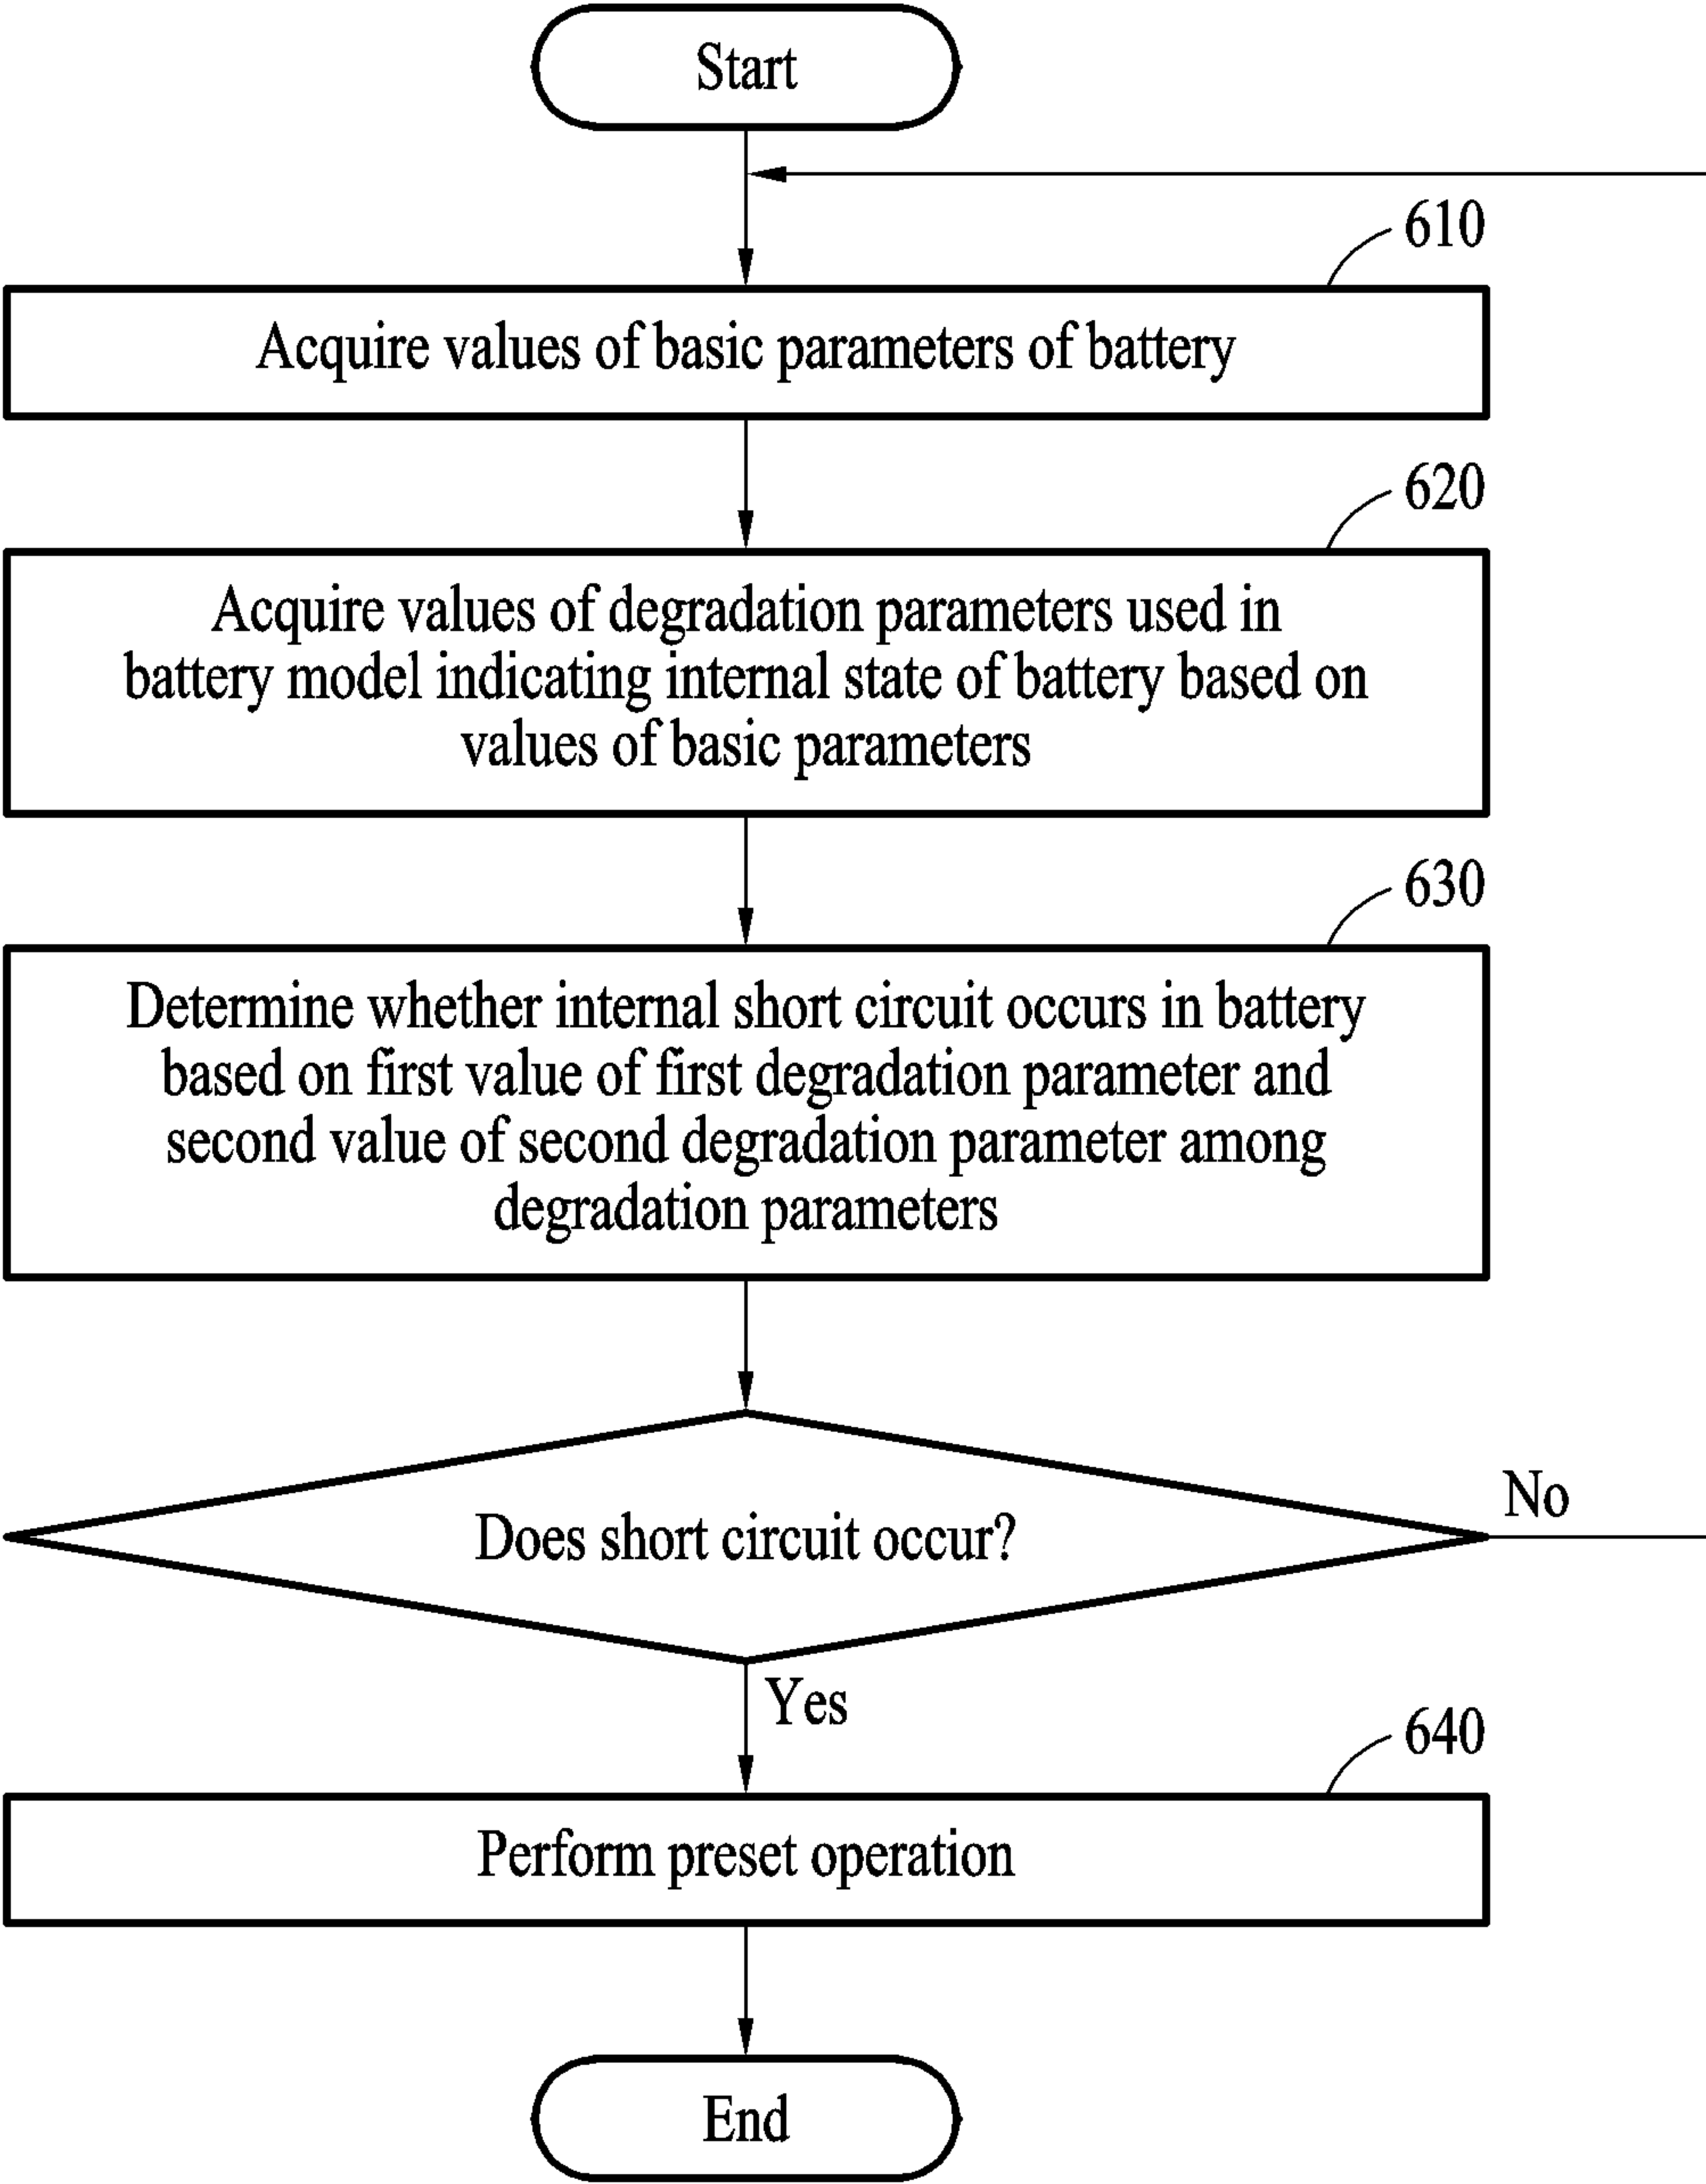 Start
610
Acquire values of basic parameters of battery
620
Acquire values of degradation parameters used in
battery model indicating internal state of battery based on
values of basic parameters
630
Determine whether internal short circuit occurs in battery
based on first value of first degradation parameter and
second value of second degradation parameter among
degradation parameters
Does short circuit occur?
No
Yes
640
Perform preset operation
End